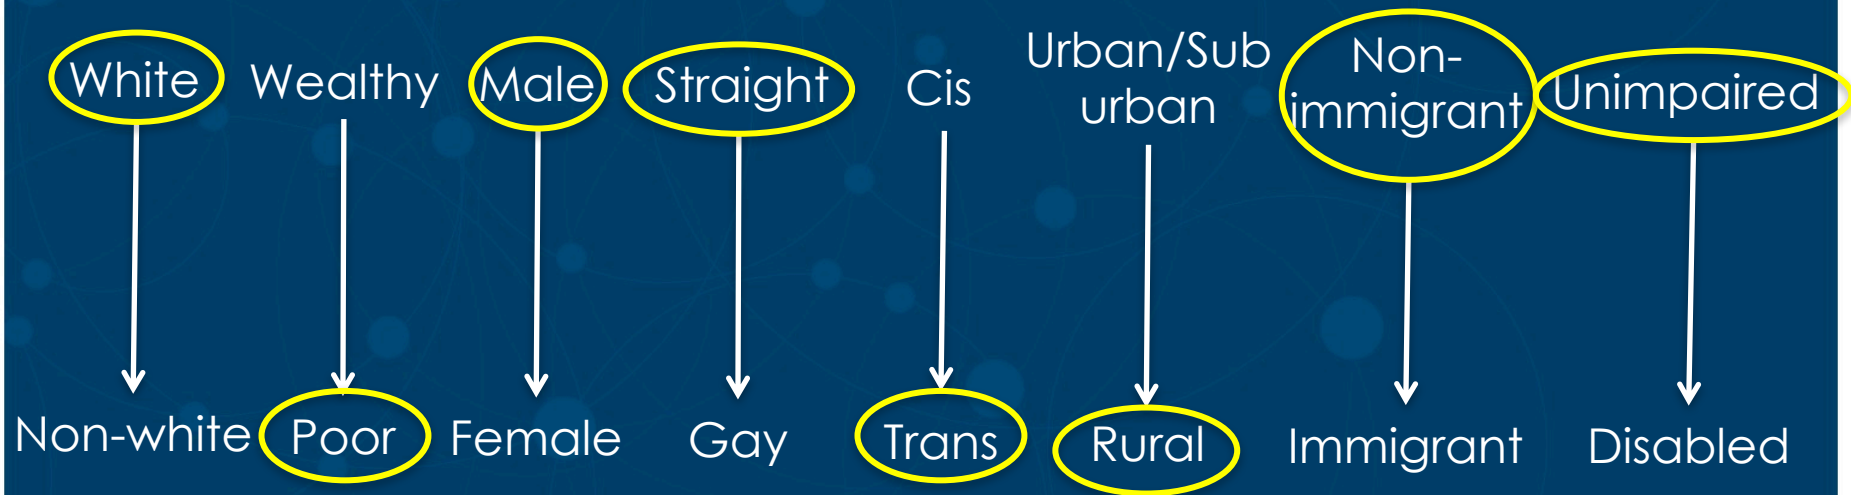 White
Wealthy
Male
Straight
Cis
Urban/Sub
urban
Non-
immigrant
Unimpaired
Non-white
Poor
Female
Gay
Trans
Rural
Immigrant
Disabled